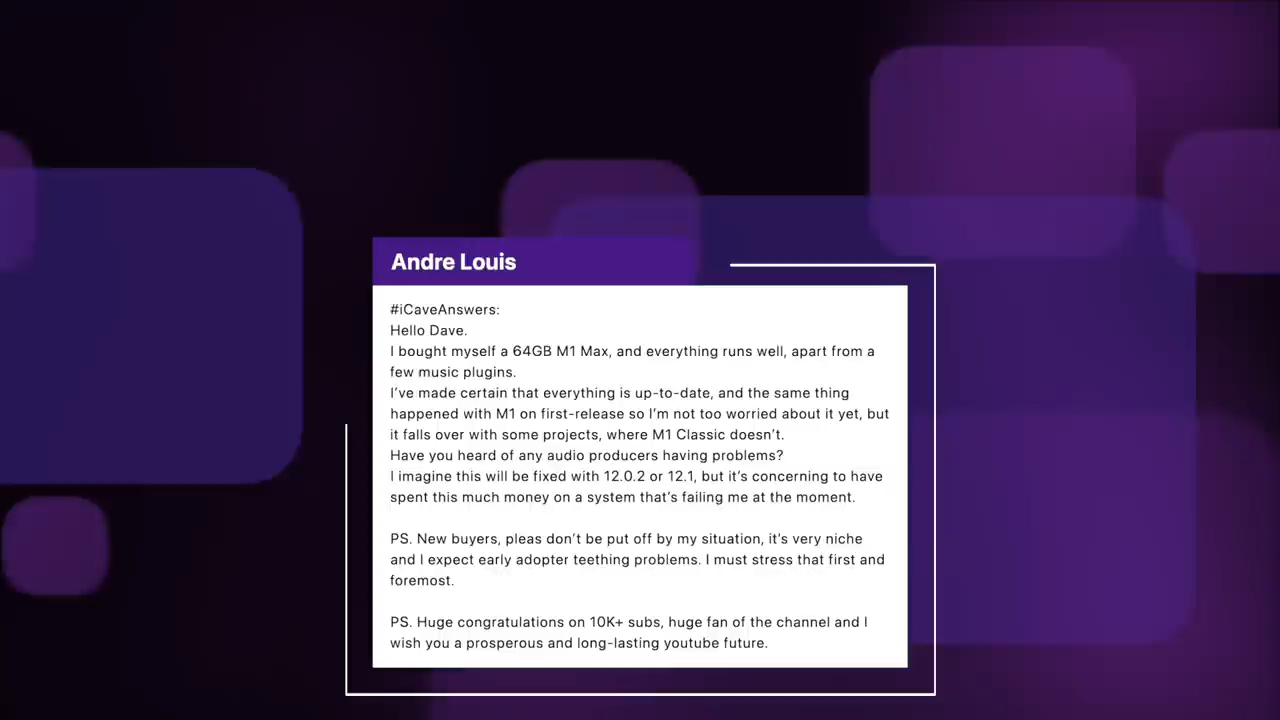 Andre Louis
#iCaveAnswers:
Hello Dave.
I bought myself a 64GB M1 Max, and everything runs well, apart from a
few music plugins.
I’ve made certain that everything is up-to-date, and the same thing
happened with M1 on first-release so I’m not too worried about it yet, but
it falls over with some projects, where M1 Classic doesn’t.
Have you heard of any audio producers having problems?
I imagine this will be fixed with 12.0.2 or 12.1, but it’s concerning to have
spent this much money on a system that’s failing me at the moment.
PS. New buyers, pleas don’t be put off by my situation, it’s very niche
and I expect early adopter teething problems. I must stress that first and
foremost.
PS. Huge congratulations on 10K+ subs, huge fan of the channel and I
wish you a prosperous and long-lasting youtube future.